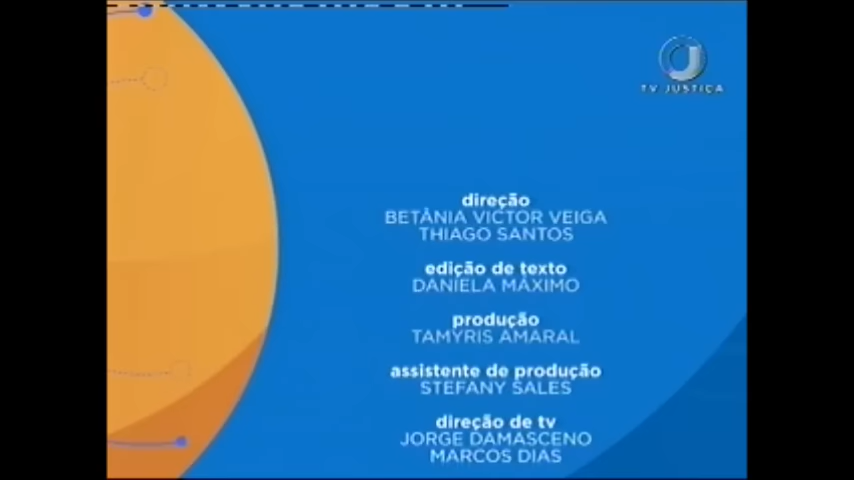 TV JUSTIÇA
direção
BETÂNIA VICTOR VEIGA
THIAGO SANTOS
edição de texto
DANIELA MÁXIMO
produção
TAMYRIS AMARAL
assistente de produção
STEFANY SALES
direção de tv
JORGE DAMASCENO
MARCOS DIAS